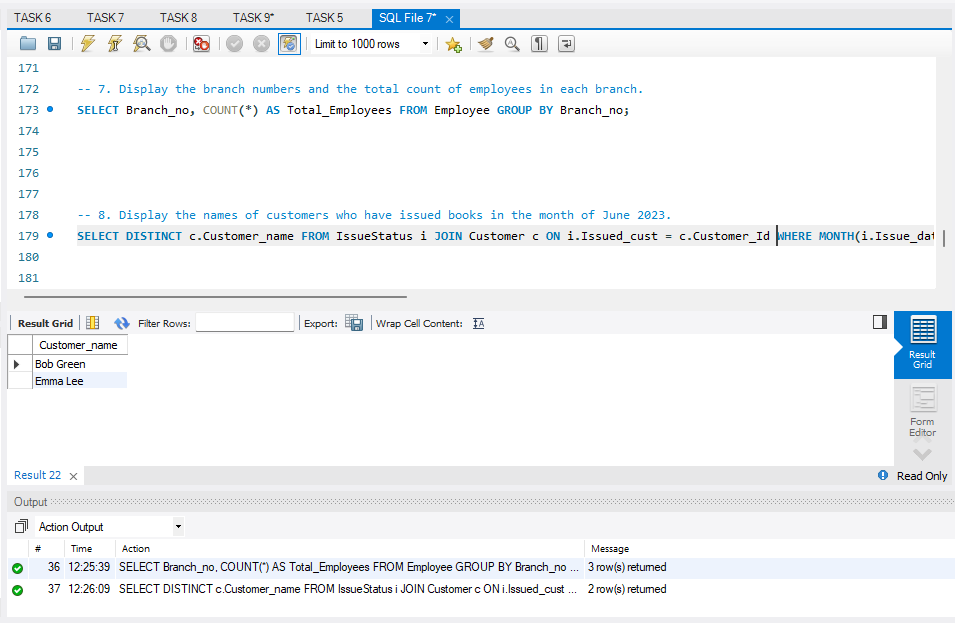 TASK 6 TASK 7 TASK 8 TASK 9* TASK 5 SQL File 7*
Limit to 1000 rows
171
172 -- 7. Display the branch numbers and the total count of employees in each branch.
173 SELECT Branch_no, COUNT(*) AS Total_Employees FROM Employee GROUP BY Branch_no;
174
175
176
177
178 -- 8. Display the names of customers who have issued books in the month of June 2023.
179 SELECT DISTINCT c.Customer_name FROM IssueStatus i JOIN Customer c ON i.Issued_cust = c.Customer_Id WHERE MONTH(i.Issue_dat
180
181
Result Grid Filter Rows: Export: Wrap Cell Content: IA
Customer_name
Bob Green
Emma Lee
Result
Grid
Form
Editor
Result 22 Read Only
Output
Action Output
# Time Action Message
36 12:25:39 SELECT Branch_no, COUNT(*) AS Total_Employees FROM Employee GROUP BY Branch_no ... 3 row(s) returned
37 12:26:09 SELECT DISTINCT c.Customer_name FROM IssueStatus i JOIN Customer c ON i.Issued_cust ... 2 row(s) returned